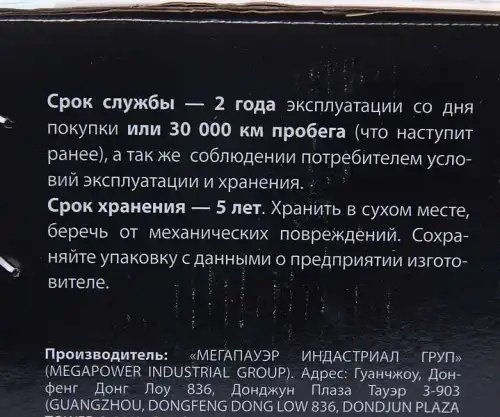 Срок службы — 2 года эксплуатации со дня
покупки или 30 000 км пробега (что наступит
ранее), а так же соблюдении потребителем усло-
вий эксплуатации и хранения.
Срок хранения — 5 лет. Хранить в сухом месте,
беречь от механических повреждений. Сохра-
няйте упаковку с данными о предприятии изгото-
вителе.
Производитель: «МЕГАПАУЭР ИНДАСТРИАЛ ГРУП»
(MEGAPOWER INDUSTRIAL GROUP). Адрес: Гуанчжоу, Дон-
фенг Донг Лоу 836, Донджун Плаза Тауэр 3-903
(GUANGZHOU, DONGFENG DONG LOW 836, DONDJUN PLAZA